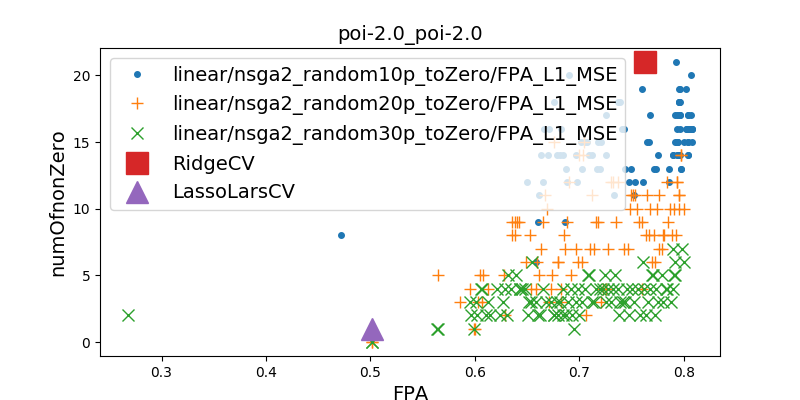 poi-2.0_poi-2.0
linear/nsga2_random10p_toZero/FPA_L1_MSE
linear/nsga2_random20p_toZero/FPA_L1_MSE
linear/nsga2_random30p_toZero/FPA_L1_MSE
RidgeCV
LassoLarsCV
numOfnonZero
20
15
10
5
0
0.3
0.4
0.5
0.6
0.7
0.8
FPA